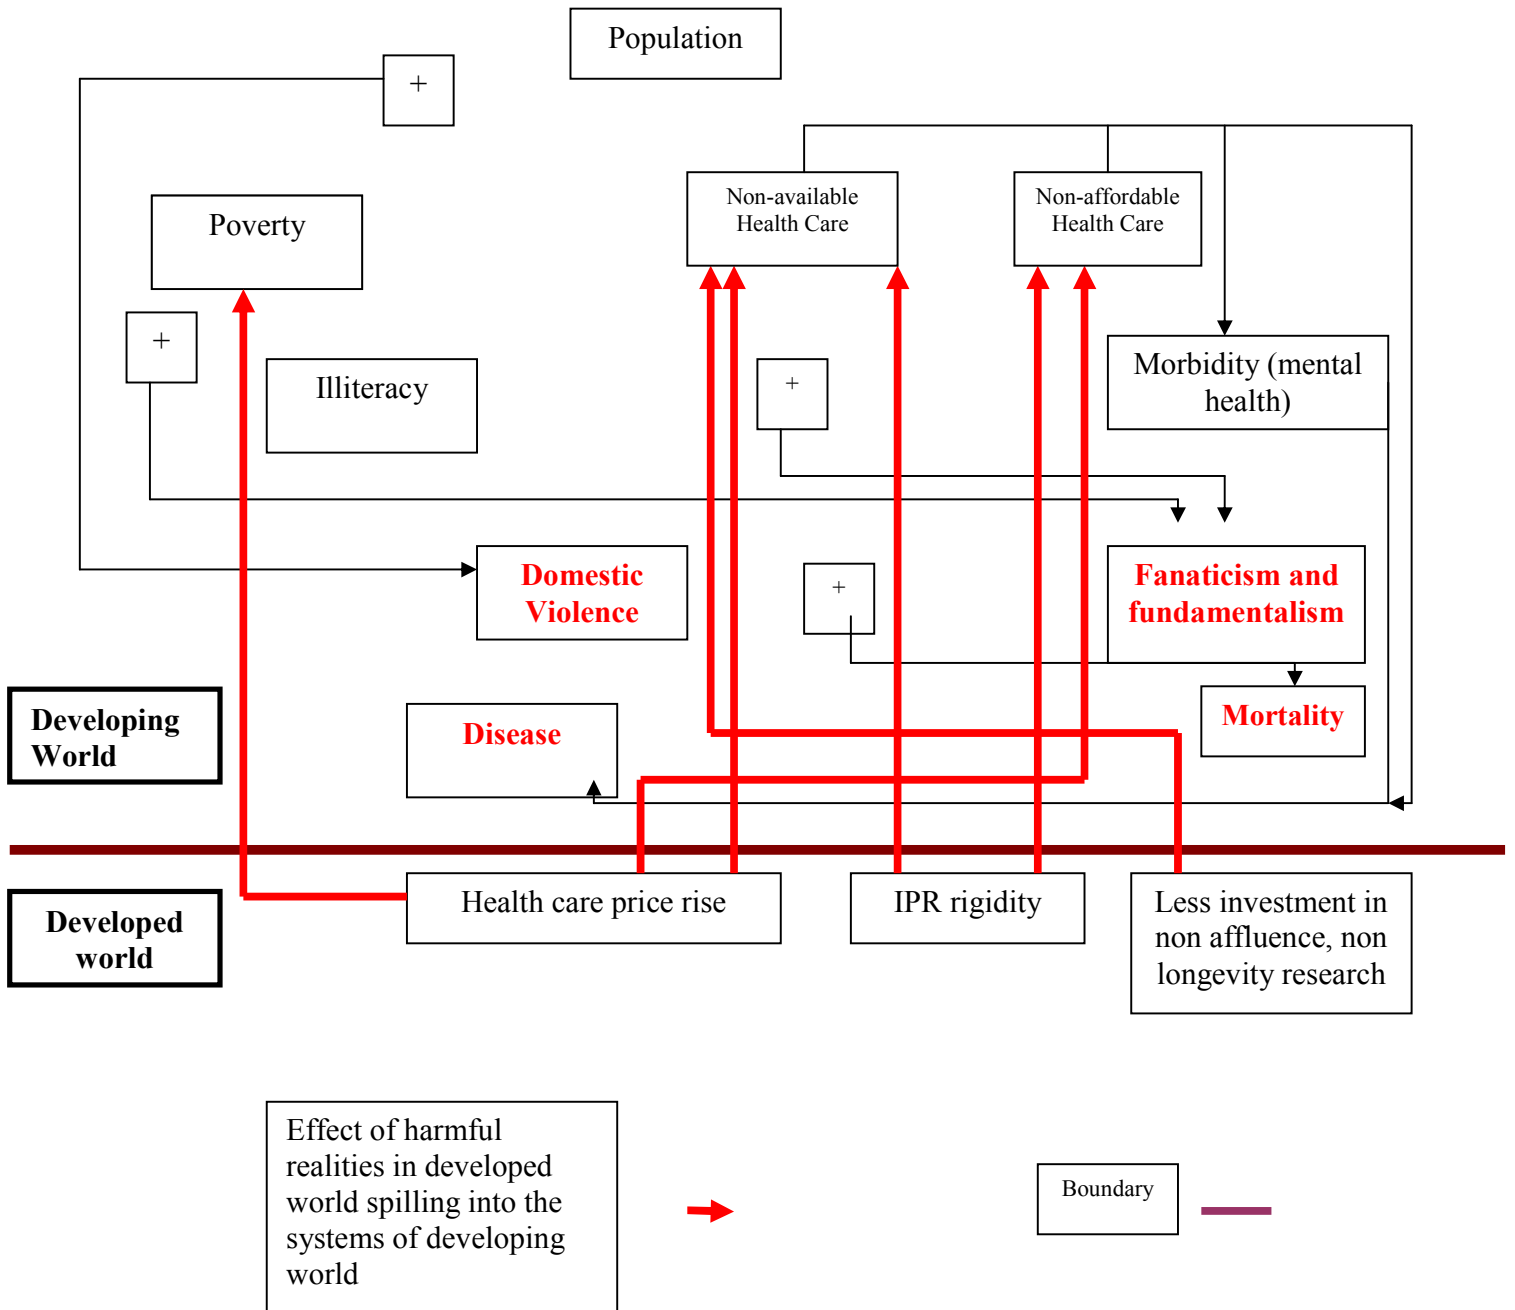 Population
+
Non-available
Health Care
Non-affordable
Health Care
Poverty
+
Illiteracy
+
Morbidity (mental
health)
Domestic
Violence
+
Fanaticism and
fundamentalism
Developing
World
Disease
Mortality
Developed
world
Health care price rise
IPR rigidity
Less investment in
non affluence, non
longevity research
Effect of harmful
realities in developed
world spilling into the
systems of developing
world
Boundary